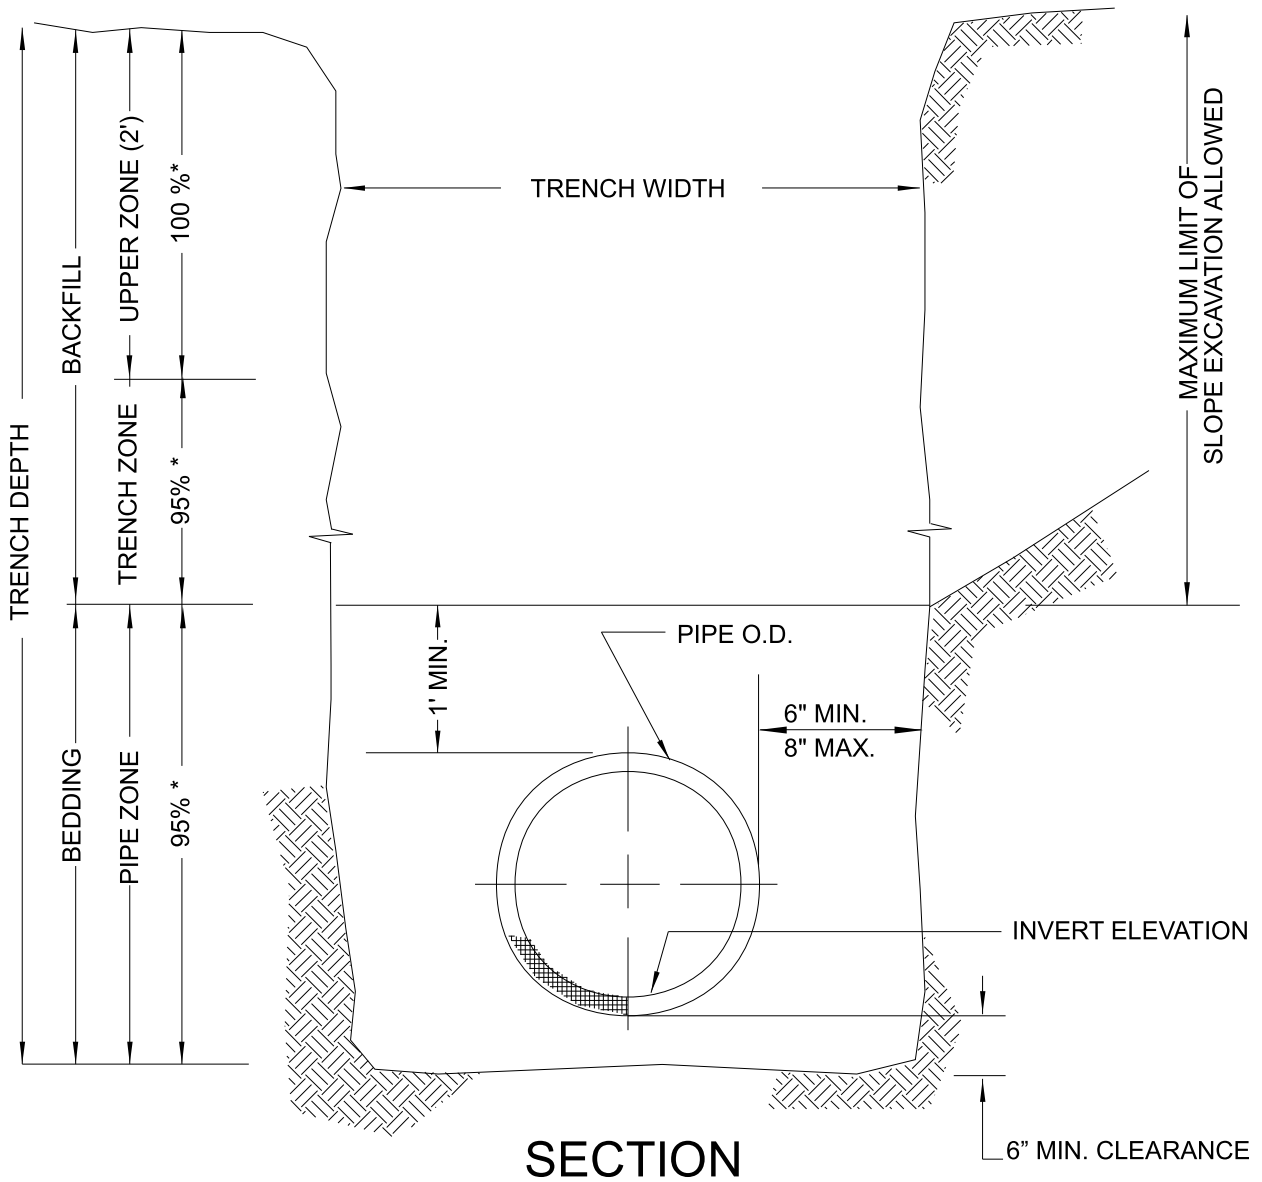 TRENCH DEPTH
BACKFILL
UPPER ZONE (2')
100 %*
TRENCH ZONE
95% *
BEDDING
PIPE ZONE
95% *
TRENCH WIDTH
MAXIMUM LIMIT OF
SLOPE EXCAVATION ALLOWED
1' MIN.
PIPE O.D.
6" MIN.
8" MAX.
INVERT ELEVATION
6” MIN. CLEARANCE
SECTION